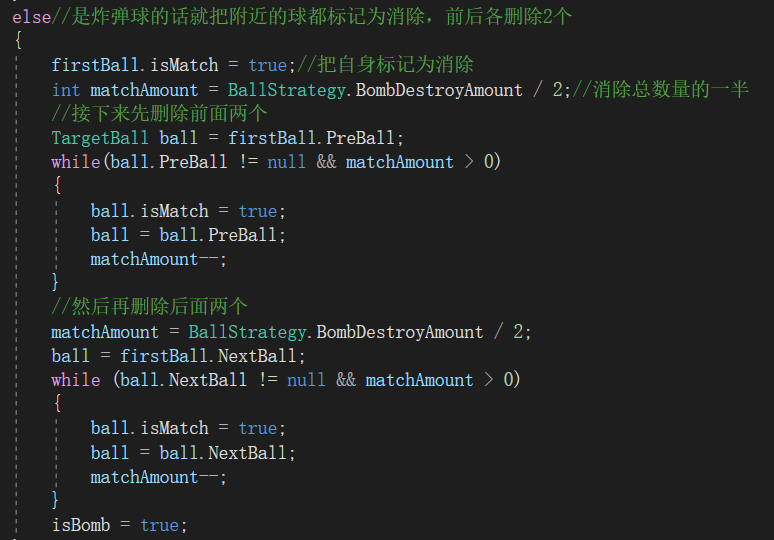 else//是炸弹球的话就把附近的球都标记为消除，前后各删除2个
{
firstBall.isMatch = true;//把自身标记为消除
int matchAmount = BallStrategy.BombDestroyAmount / 2;//消除总数量的一半
//接下来先删除前面两个
TargetBall ball = firstBall.PreBall;
while(ball.PreBall != null && matchAmount > 0)
{
ball.isMatch = true;
ball = ball.PreBall;
matchAmount--;
}
//然后再删除后面两个
matchAmount = BallStrategy.BombDestroyAmount / 2;
ball = firstBall.NextBall;
while (ball.NextBall != null && matchAmount > 0)
{
ball.isMatch = true;
ball = ball.NextBall;
matchAmount--;
}
isBomb = true;